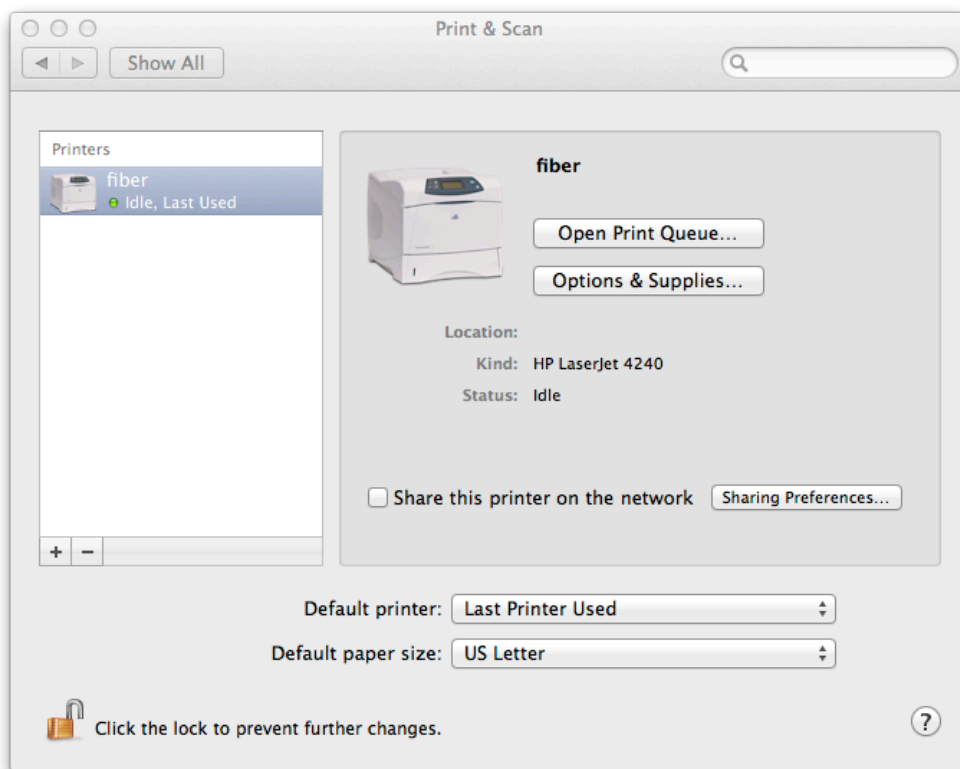 Print & Scan
Show All
Printers
fiber
Idle, Last Used
fiber
Open Print Queue...
Options & Supplies...
Location:
Kind: HP LaserJet 4240
Status: Idle
Share this printer on the network Sharing Preferences...
+ −
Default printer: Last Printer Used
Default paper size: US Letter
Click the lock to prevent further changes. ?